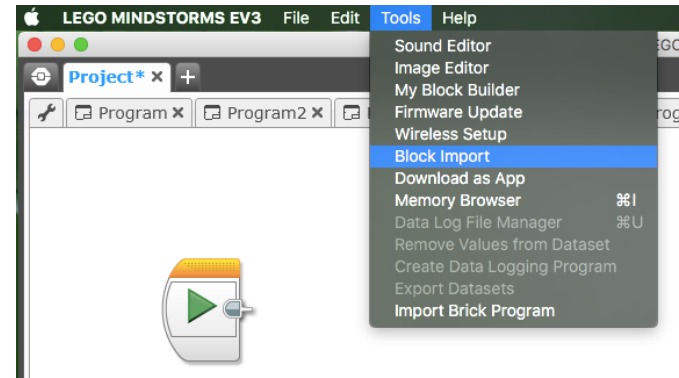 LEGO MINDSTORMS EV3 File Edit Tools Help
Project* × +
Program × Program2 ×
Sound Editor
Image Editor
My Block Builder
Firmware Update
Wireless Setup
Block Import
Download as App
Memory Browser ⌘I
Data Log File Manager ⌘U
Remove Values from Dataset
Create Data Logging Program
Export Datasets
Import Brick Program